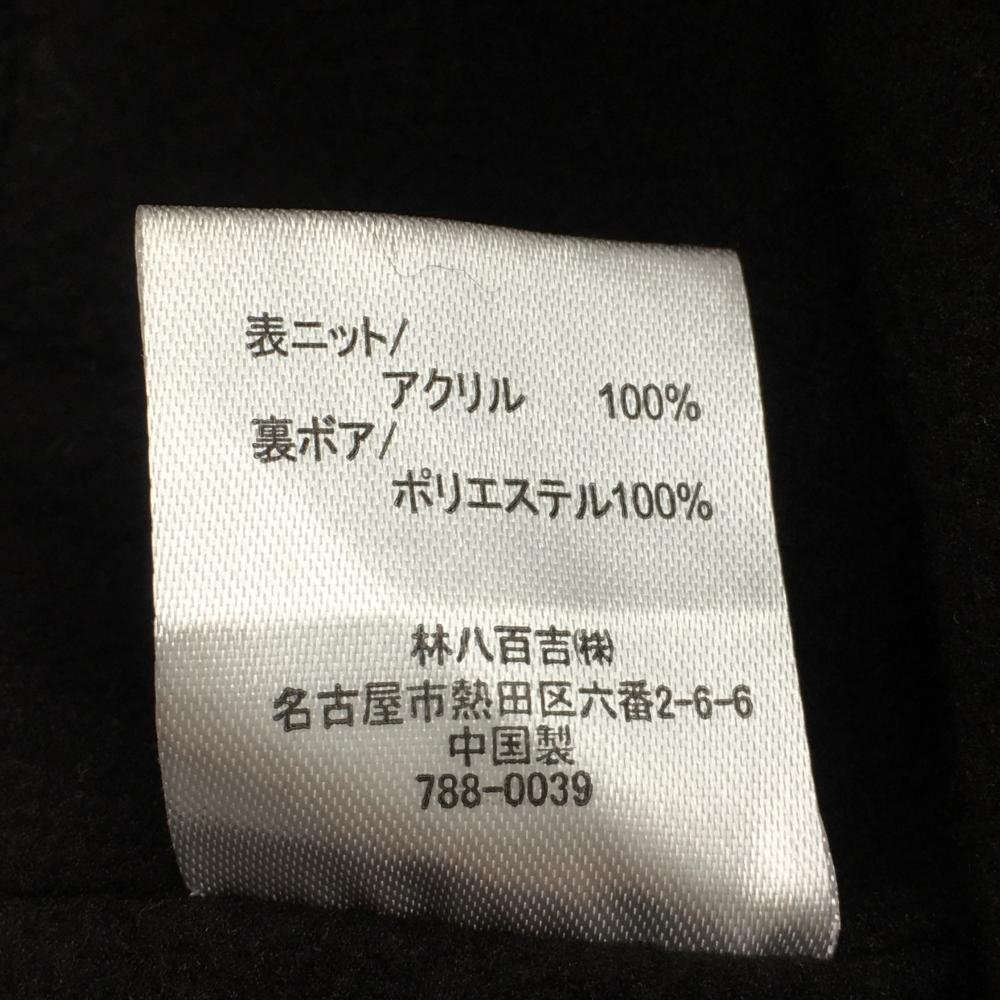 表ニット/
アクリル 100%
裏ボア/
ポリエステル100%
林八百吉㈱
名古屋市熱田区六番2-6-6
中国製
788-0039